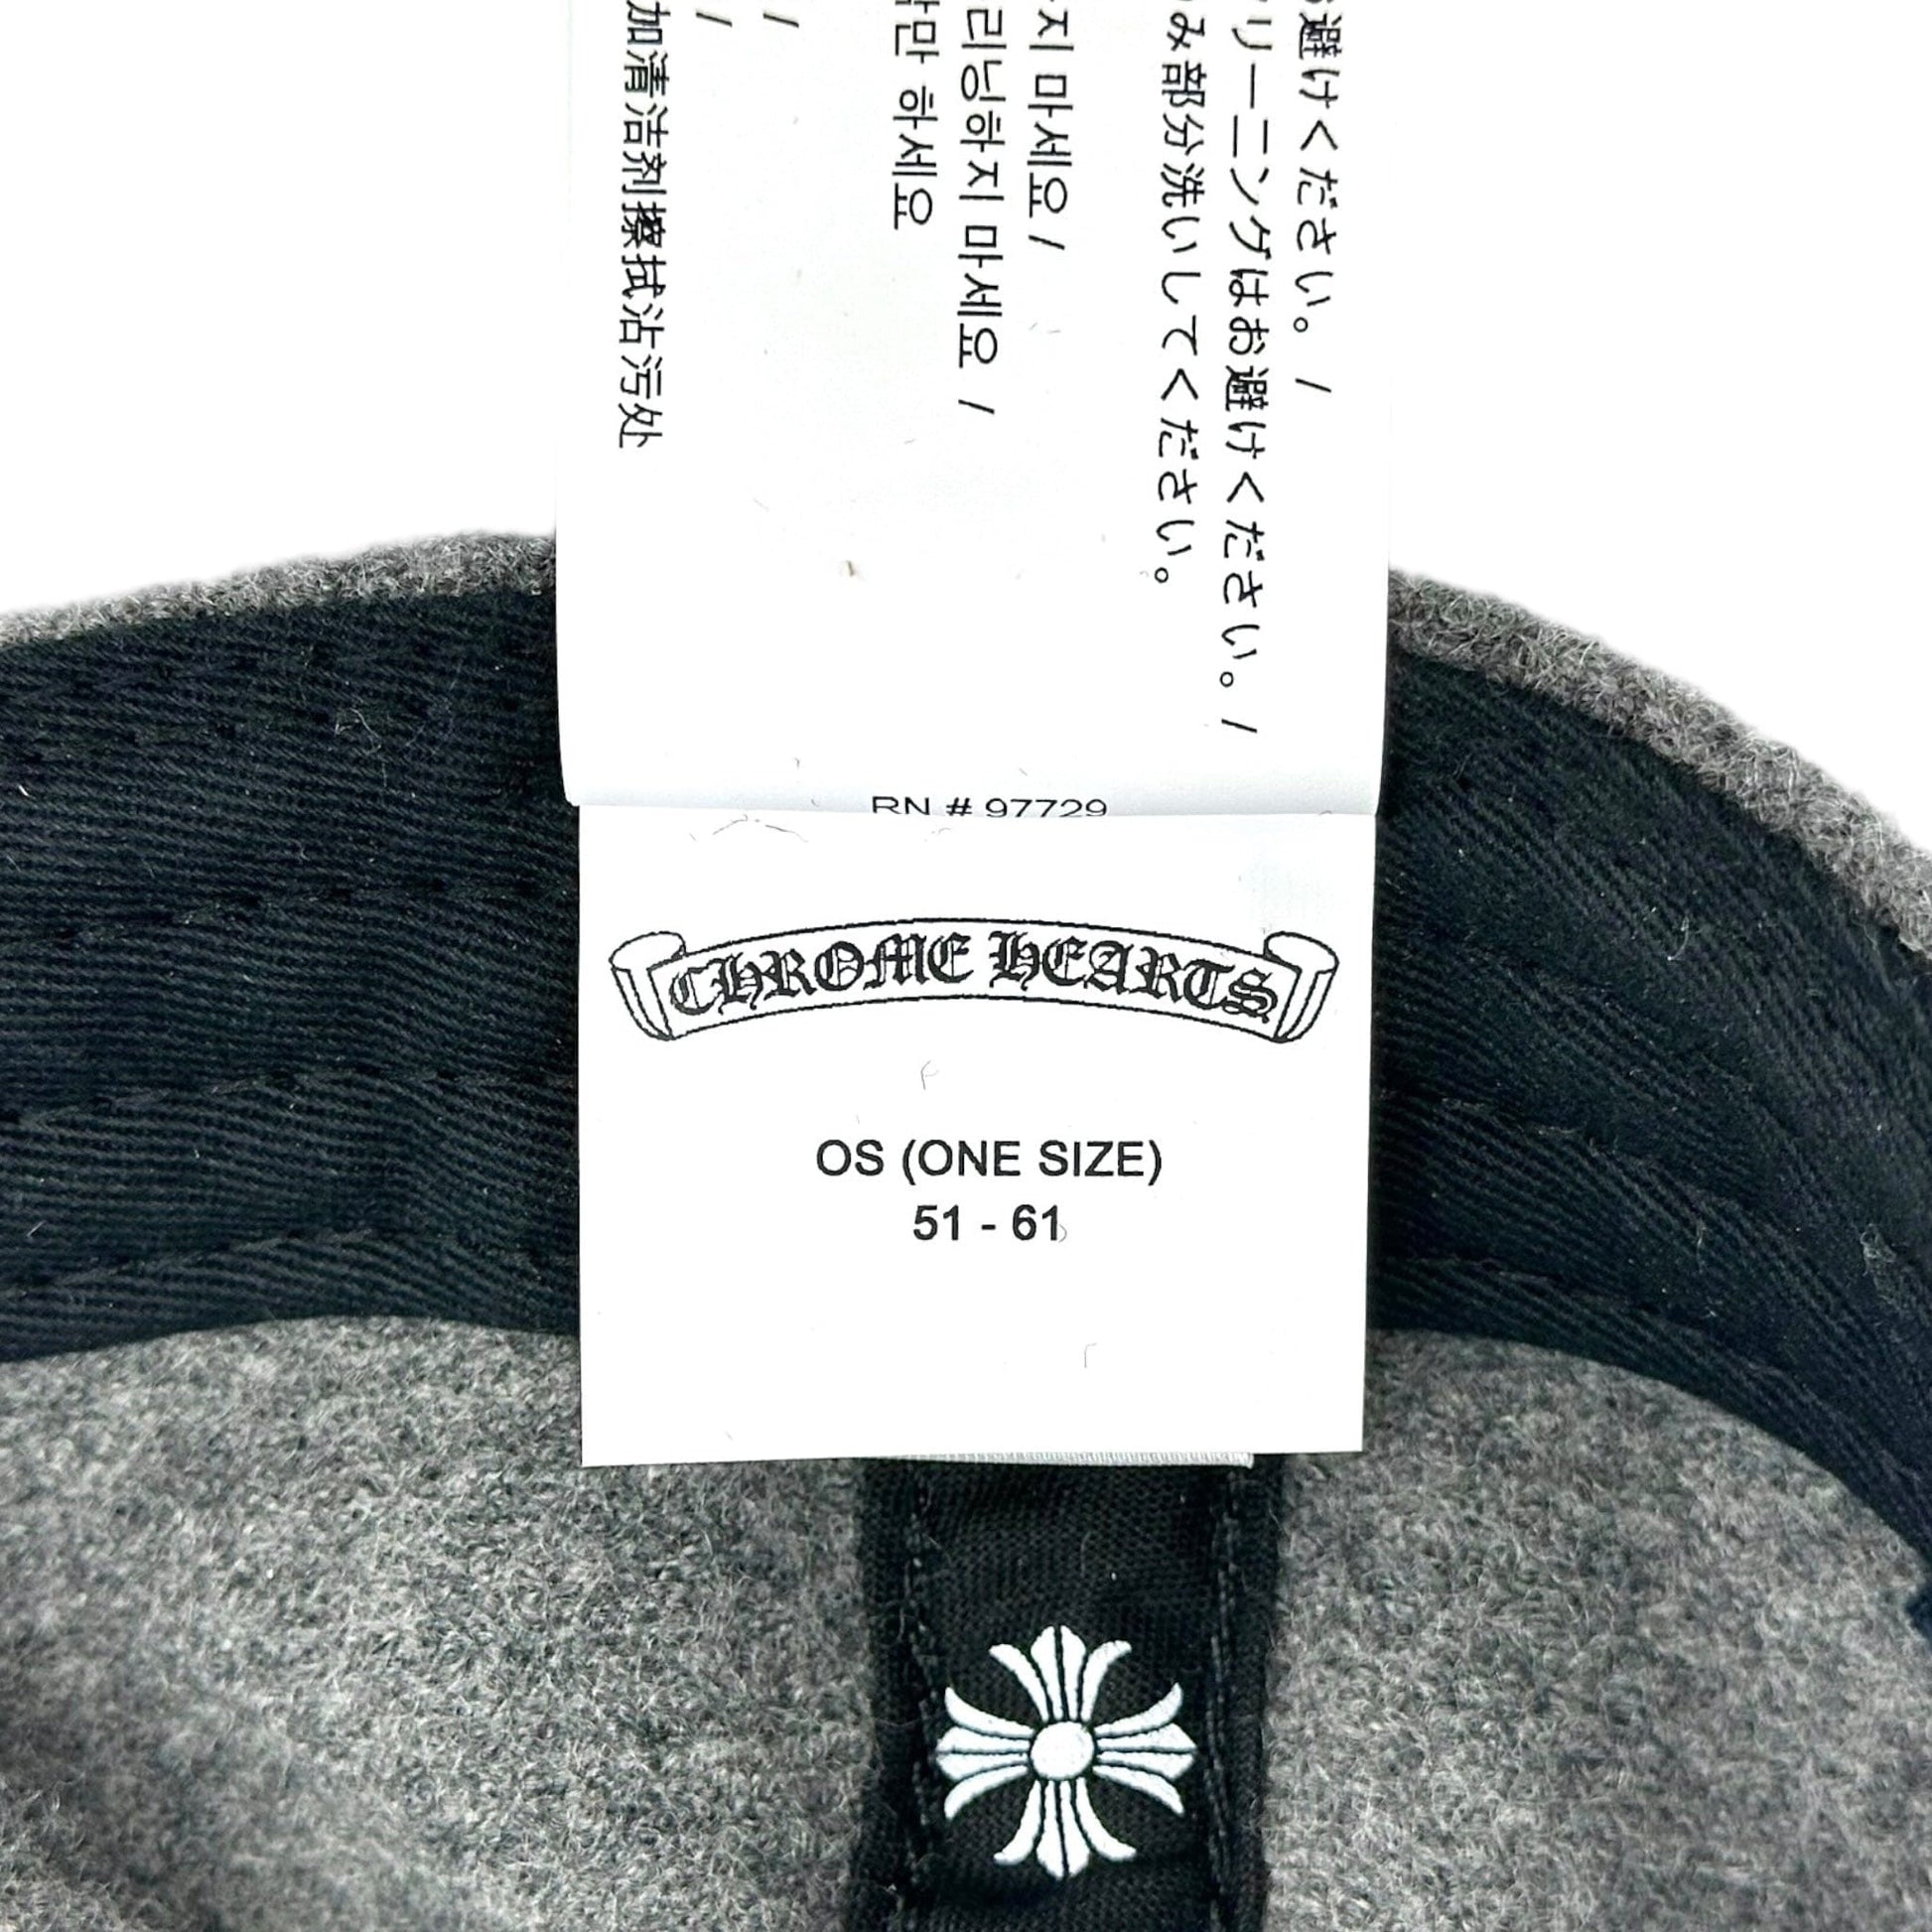 お避けください。 /
リーニングはお避けください。 /
み部分洗いしてください。
지 마세요 /
리닝하지 마세요 /
만 하세요
/
/
加清洁剂擦拭沾污处
RN # 97729
CHROME HEARTS
OS (ONE SIZE)
51 - 61